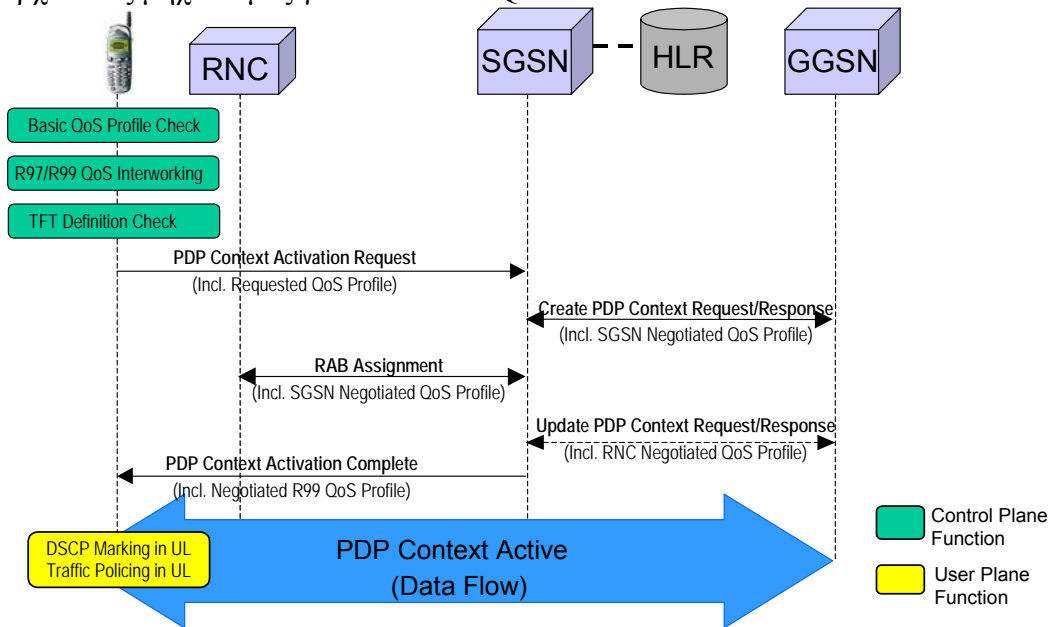 RNC
SGSN
HLR
GGSN
Basic QoS Profile Check
R97/R99 QoS Interworking
TFT Definition Check
PDP Context Activation Request
(Incl. Requested QoS Profile)
Create PDP Context Request/Response
(Incl. SGSN Negotiated QoS Profile)
RAB Assignment
(Incl. SGSN Negotiated QoS Profile)
Update PDP Context Request/Response
(Incl. RNC Negotiated QoS Profile)
PDP Context Activation Complete
(Incl. Negotiated R99 QoS Profile)
DSCP Marking in UL
Traffic Policing in UL
PDP Context Active
(Data Flow)
Control Plane
Function
User Plane
Function